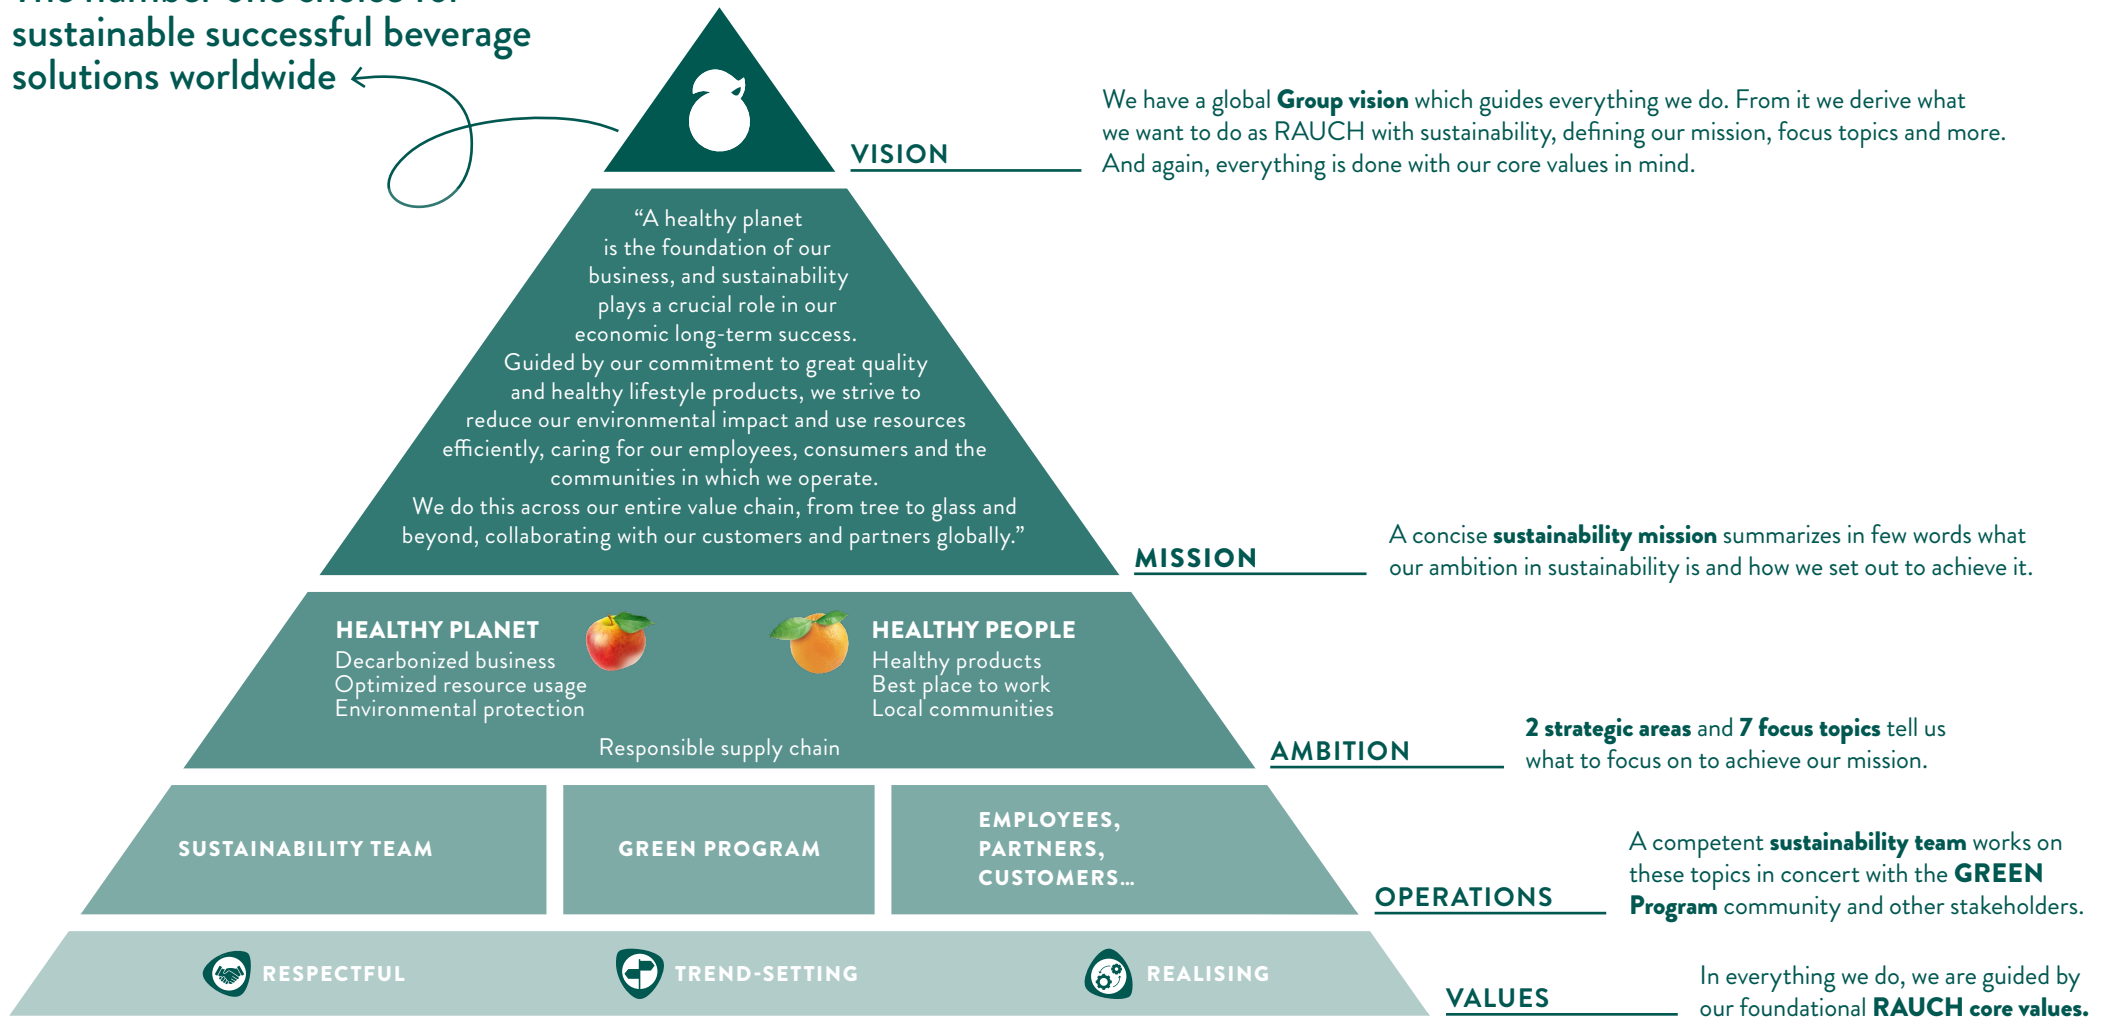 The number one choice for
sustainable successful beverage
solutions worldwide
VISION
We have a global Group vision which guides everything we do. From it we derive what
we want to do as RAUCH with sustainability, defining our mission, focus topics and more.
And again, everything is done with our core values in mind.
“A healthy planet
is the foundation of our
business, and sustainability
plays a crucial role in our
economic long-term success.
Guided by our commitment to great quality
and healthy lifestyle products, we strive to
reduce our environmental impact and use resources
efficiently, caring for our employees, consumers and the
communities in which we operate.
We do this across our entire value chain, from tree to glass and
beyond, collaborating with our customers and partners globally.”
MISSION
A concise sustainability mission summarizes in few words what
our ambition in sustainability is and how we set out to achieve it.
HEALTHY PLANET
Decarbonized business
Optimized resource usage
Environmental protection
HEALTHY PEOPLE
Healthy products
Best place to work
Local communities
Responsible supply chain
AMBITION
2 strategic areas and 7 focus topics tell us
what to focus on to achieve our mission.
SUSTAINABILITY TEAM
GREEN PROGRAM
EMPLOYEES,
PARTNERS,
CUSTOMERS…
OPERATIONS
A competent sustainability team works on
these topics in concert with the GREEN
Program community and other stakeholders.
RESPECTFUL
TREND-SETTING
REALISING
VALUES
In everything we do, we are guided by
our foundational RAUCH core values.